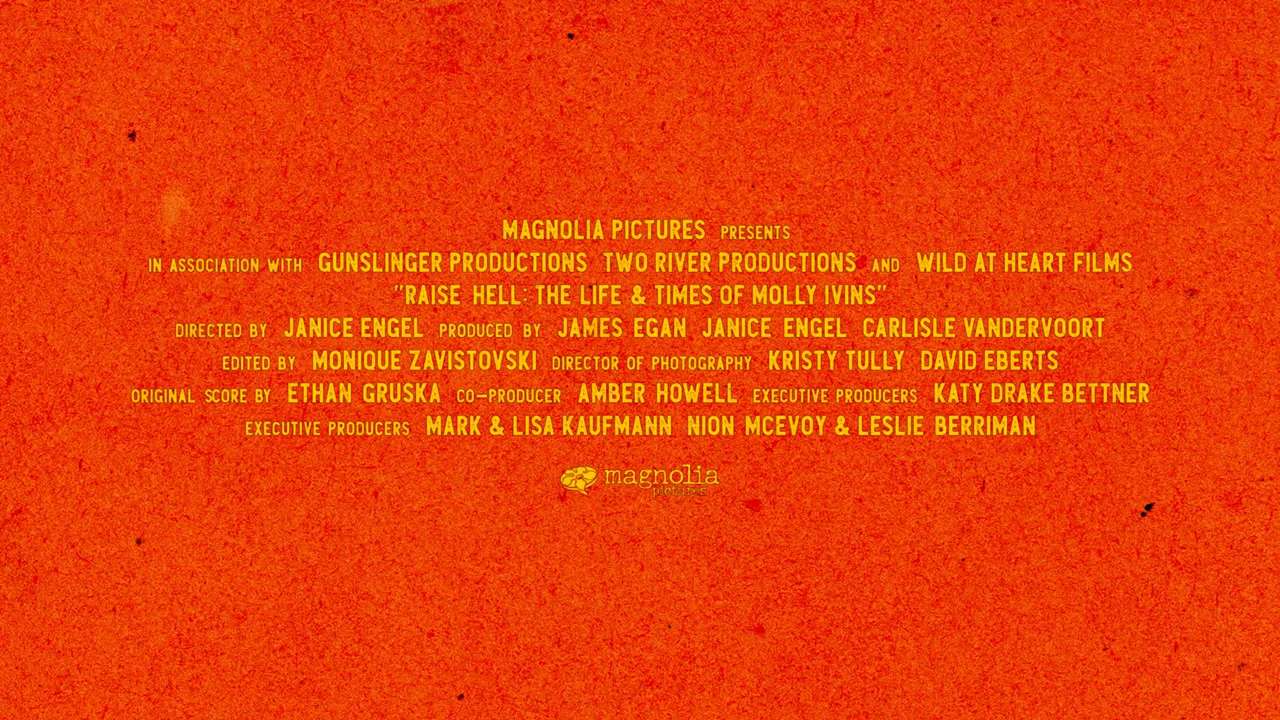 MAGNOLIA PICTURES PRESENTS
IN ASSOCIATION WITH GUNSLINGER PRODUCTIONS TWO RIVER PRODUCTIONS AND WILD AT HEART FILMS
"RAISE HELL: THE LIFE & TIMES OF MOLLY IVINS"
DIRECTED BY JANICE ENGEL PRODUCED BY JAMES EGAN JANICE ENGEL CARLISLE VANDERVOORT
EDITED BY MONIQUE ZAVISTOVSKI DIRECTOR OF PHOTOGRAPHY KRISTY TULLY DAVID EBERTS
ORIGINAL SCORE BY ETHAN GRUSKA CO-PRODUCER AMBER HOWELL EXECUTIVE PRODUCERS KATY DRAKE BETTNER
EXECUTIVE PRODUCERS MARK & LISA KAUFMANN NION MCEVOY & LESLIE BERRIMAN
magnolia
pictures